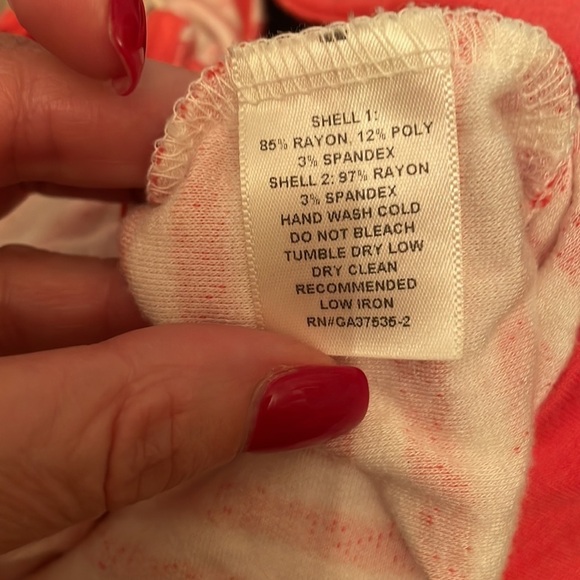 SHELL 1:
85% RAYON, 12% POLY
3% SPANDEX
SHELL 2: 97% RAYON
3% SPANDEX
HAND WASH COLD
DO NOT BLEACH
TUMBLE DRY LOW
DRY CLEAN
RECOMMENDED
LOW IRON
RN#GA37535-2